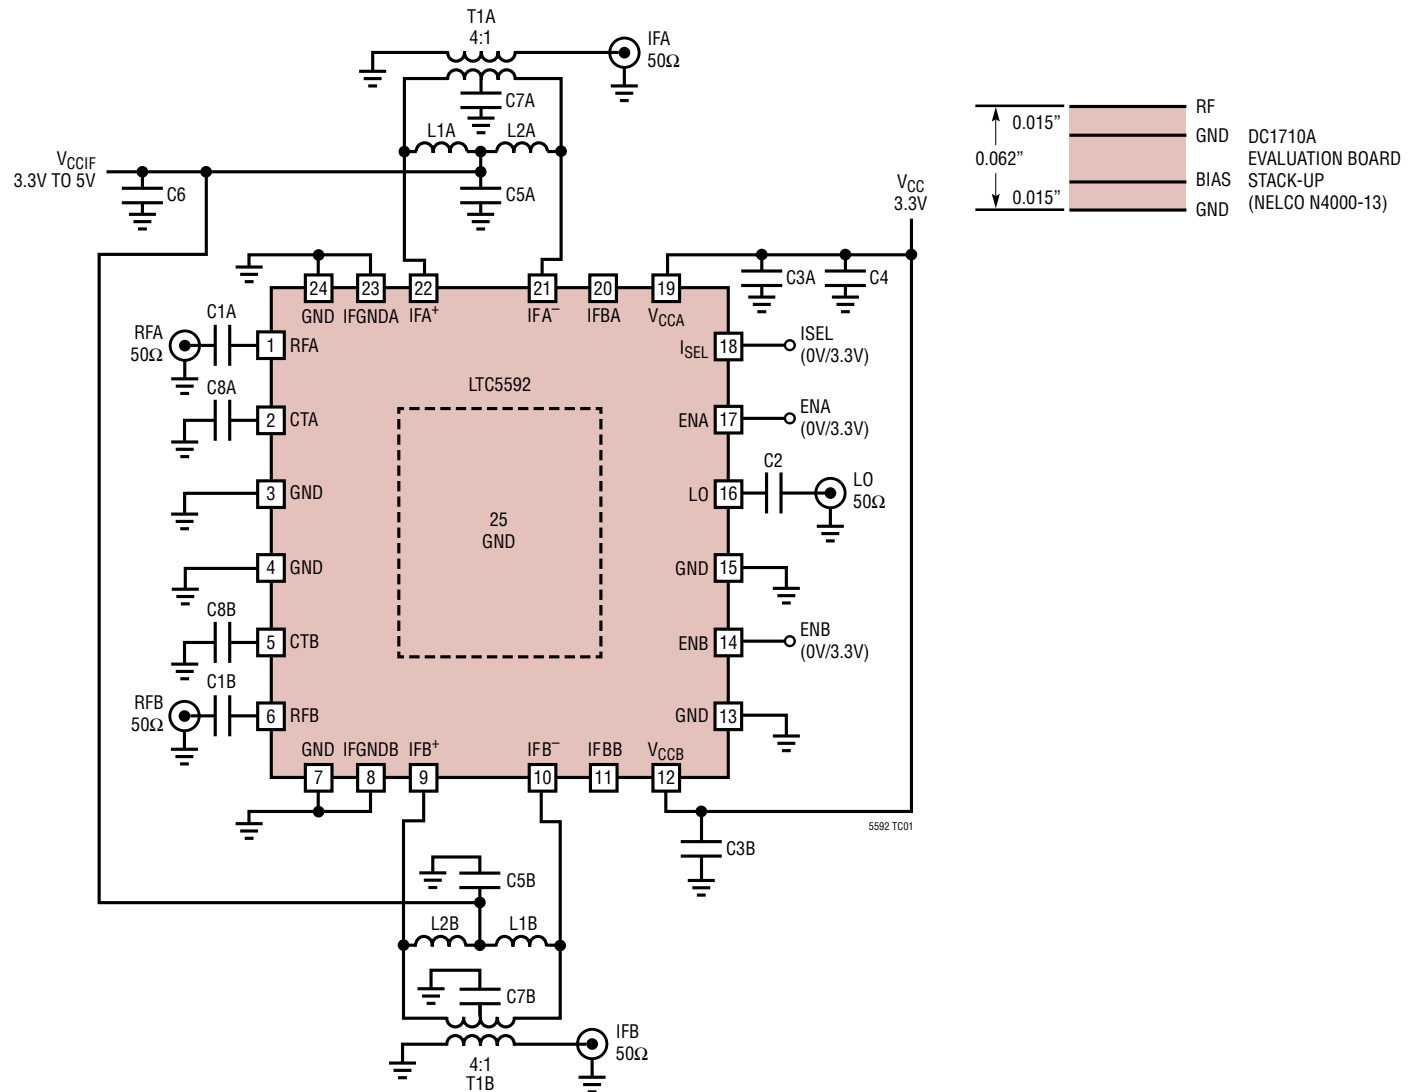 T1A
4:1
IFA
50Ω
C7A
L1A
L2A
VCCIF
3.3V TO 5V
C6
C5A
RF
0.015”
GND
DC1710A
0.062”
EVALUATION BOARD
BIAS
STACK-UP
0.015”
GND
(NELCO N4000-13)
VCC
3.3V
C3A
C4
24
23
22
21
20
19
GND
IFGNDA
IFA+
IFA–
IFBA
VCCA
C1A
RFA
50Ω
1
RFA
ISEL
18
ISEL
(0V/3.3V)
LTC5592
C8A
2
CTA
ENA
17
ENA
(0V/3.3V)
C2
3
GND
LO
16
LO
50Ω
25
GND
4
GND
GND
15
C8B
5
CTB
ENB
14
ENB
(0V/3.3V)
C1B
RFB
50Ω
6
RFB
GND
13
GND
IFGNDB
IFB+
IFB–
IFBB
VCCB
7
8
9
10
11
12
5592 TC01
C3B
C5B
L2B
L1B
C7B
IFB
50Ω
4:1
T1B